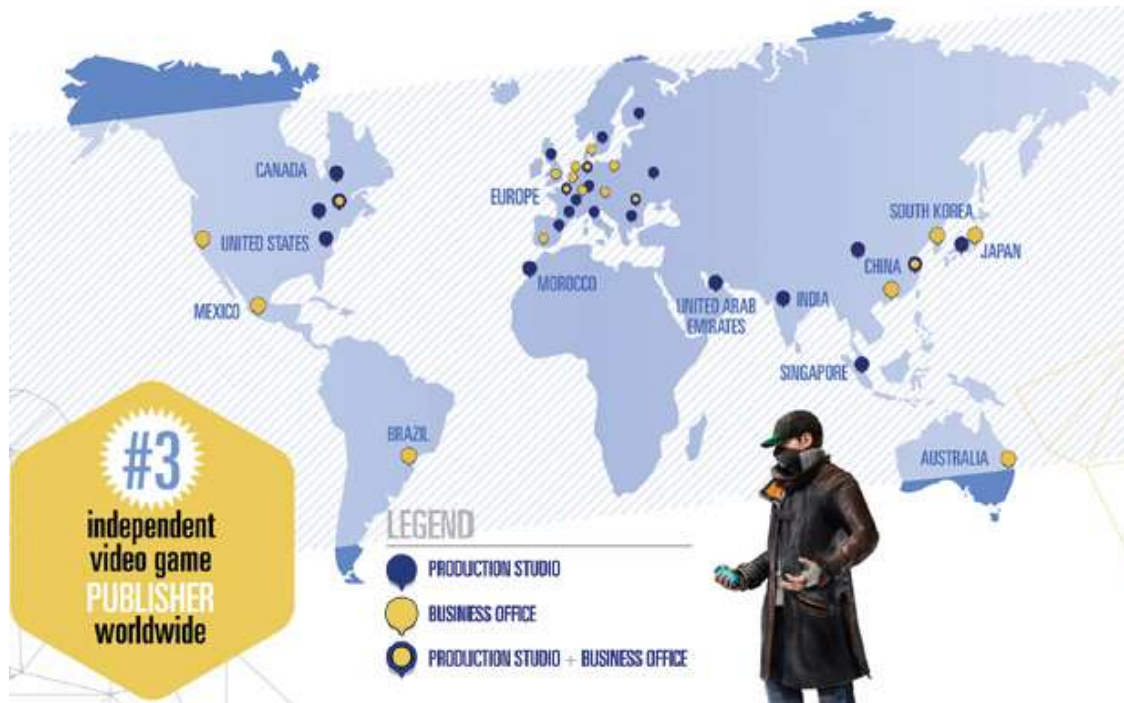 CANADA
EUROPE
SOUTH KOREA
UNITED STATES
CHINA
JAPAN
MOROCCO
UNITED ARAB
EMIRATES
INDIA
MEXICO
SINGAPORE
BRAZIL
AUSTRALIA
#3
independent
video game
PUBLISHER
worldwide
LEGEND
PRODUCTION STUDIO
BUSINESS OFFICE
PRODUCTION STUDIO + BUSINESS OFFICE